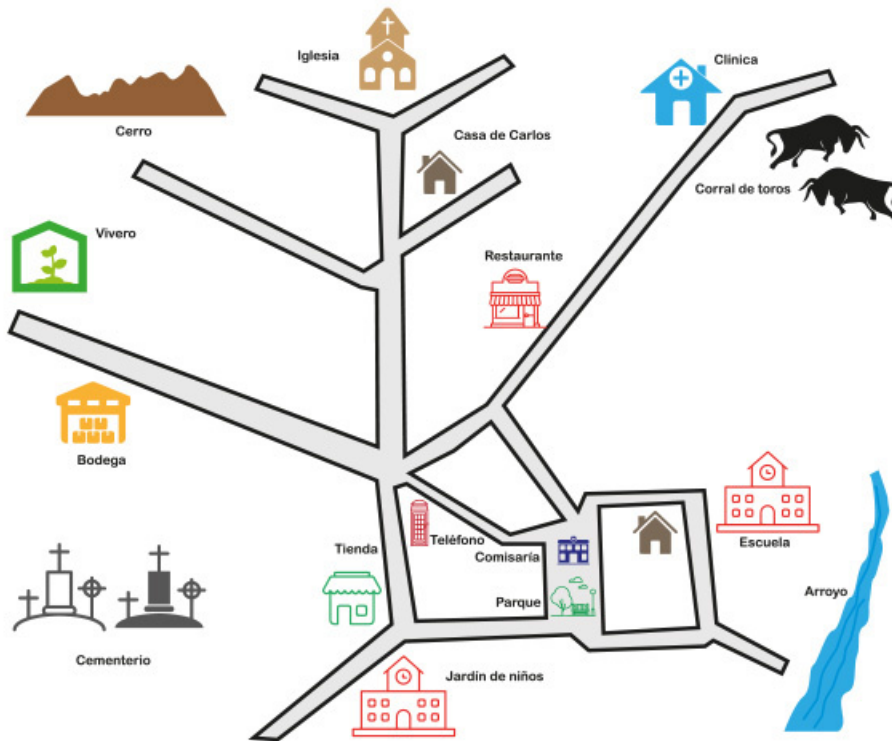 Iglesia
Clínica
Cerro
Casa de Carlos
Corral de toros
Vivero
Restaurante
Bodega
Teléfono
Escuela
Tienda
Comisaría
Arroyo
Parque
Cementerio
Jardín de niños